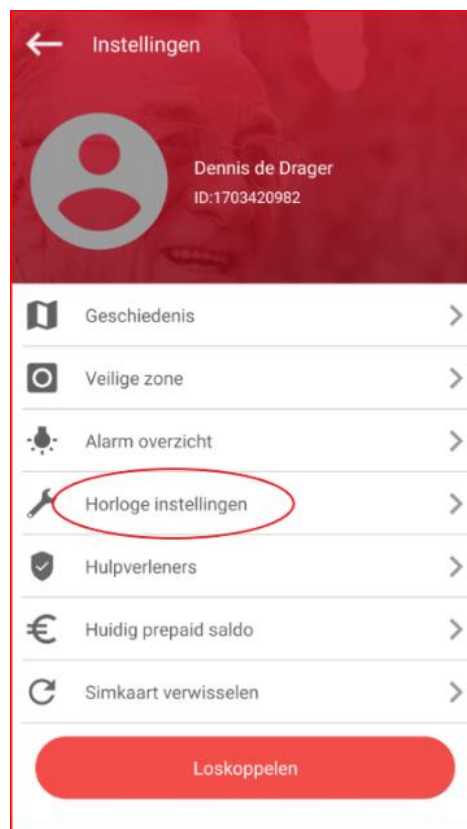 Instellingen
Dennis de Drager
ID:1703420982
Geschiedenis
Veilige zone
Alarm overzicht
Horloge instellingen
Hulpverleners
Huidig prepaid saldo
Simkaart verwisselen
Loskoppelen